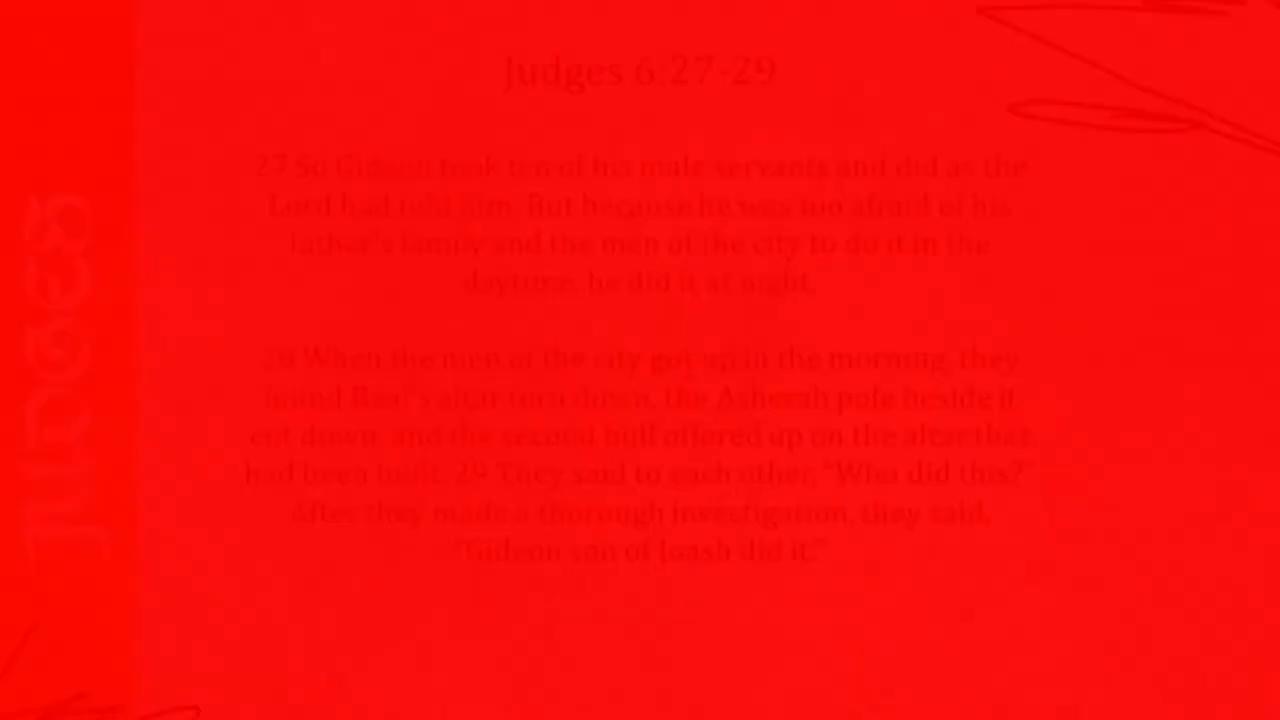 Judges 6:27-29
27 So Gideon took ten of his male servants and did as the
Lord had told him. But because he was too afraid of his
father's family and the men of the city to do it in the
daytime, he did it at night.
28 When the men of the city got up in the morning, they
found Baal's altar torn down, the Asherah pole beside it
cut down, and the second bull offered up on the altar that
had been built. 29 They said to each other, "Who did this?"
After they made a thorough investigation, they said,
"Gideon son of Joash did it."
JUDGES